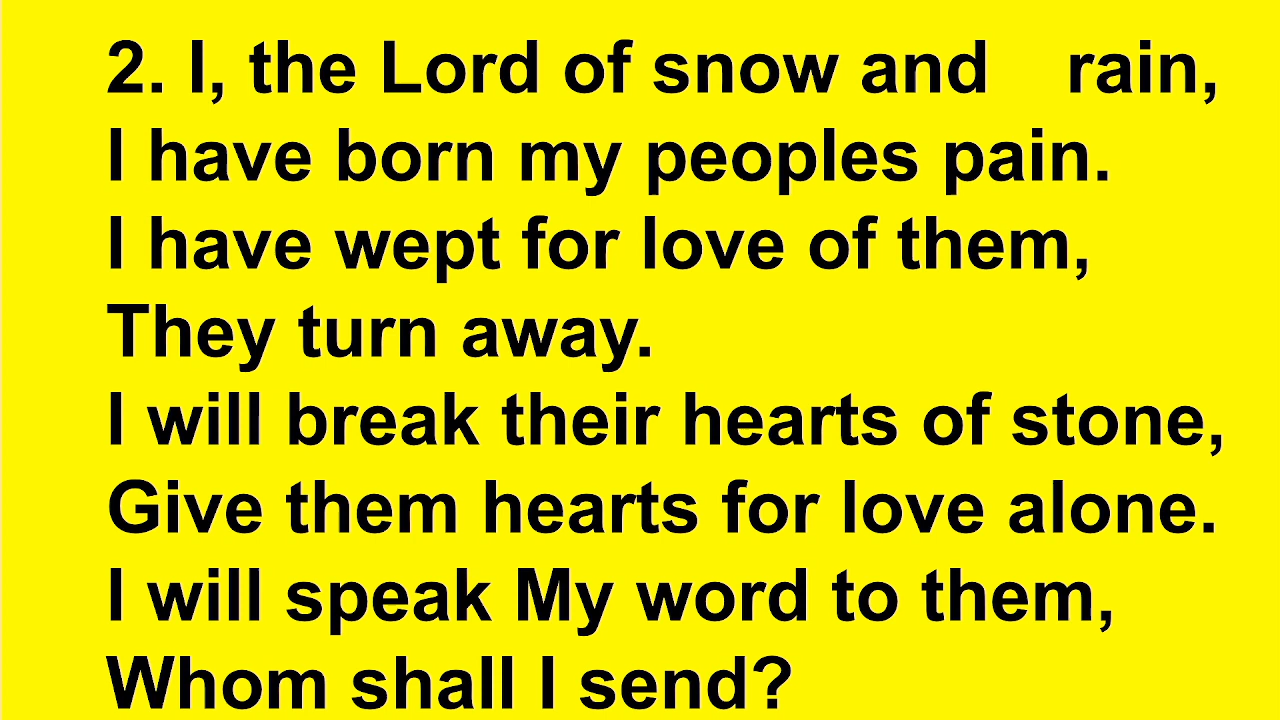 2. I, the Lord of snow and    rain,
I have born my peoples pain.
I have wept for love of them,
They turn away.
I will break their hearts of stone,
Give them hearts for love alone.
I will speak My word to them,
Whom shall I send?